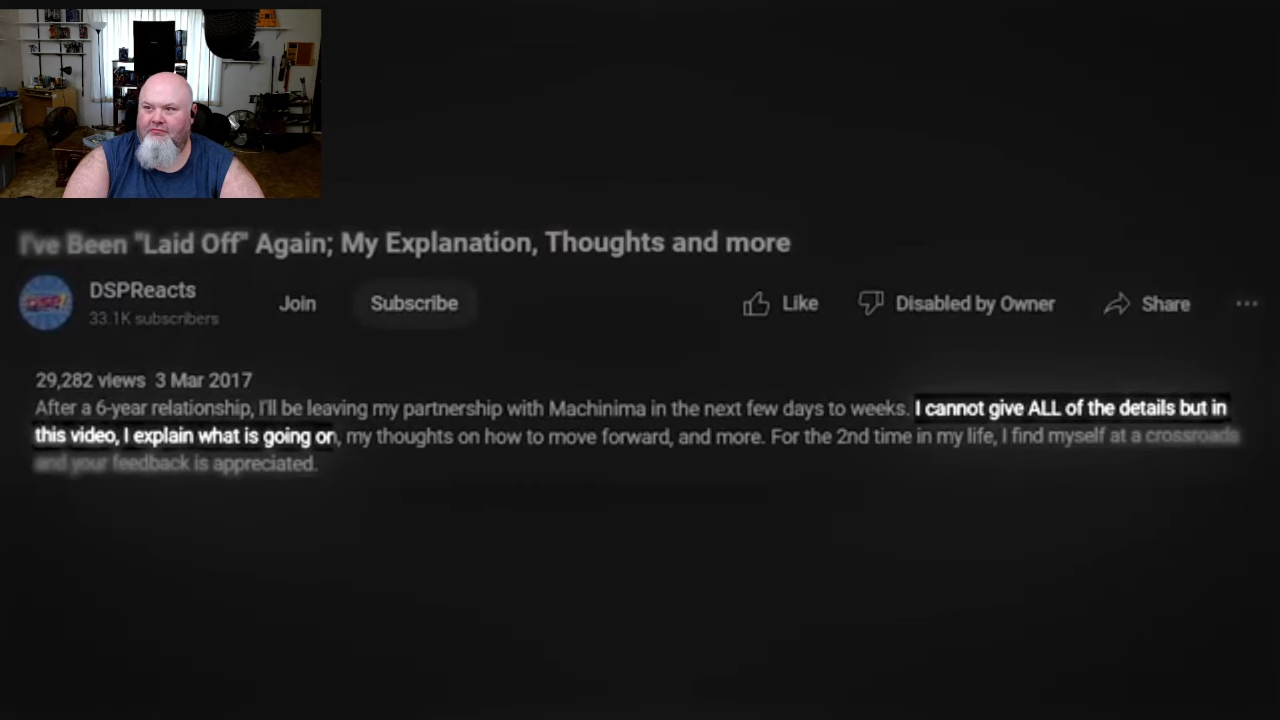 I've Been "Laid Off" Again; My Explanation, Thoughts and more
DSPReacts
33.1K subscribers
Join
Subscribe
Like
Disabled by Owner
Share
29,282 views 3 Mar 2017
After a 6-year relationship, I'll be leaving my partnership with Machinima in the next few days to weeks. I cannot give ALL of the details but in
this video, I explain what is going on, my thoughts on how to move forward, and more. For the 2nd time in my life, I find myself at a crossroads
and your feedback is appreciated.